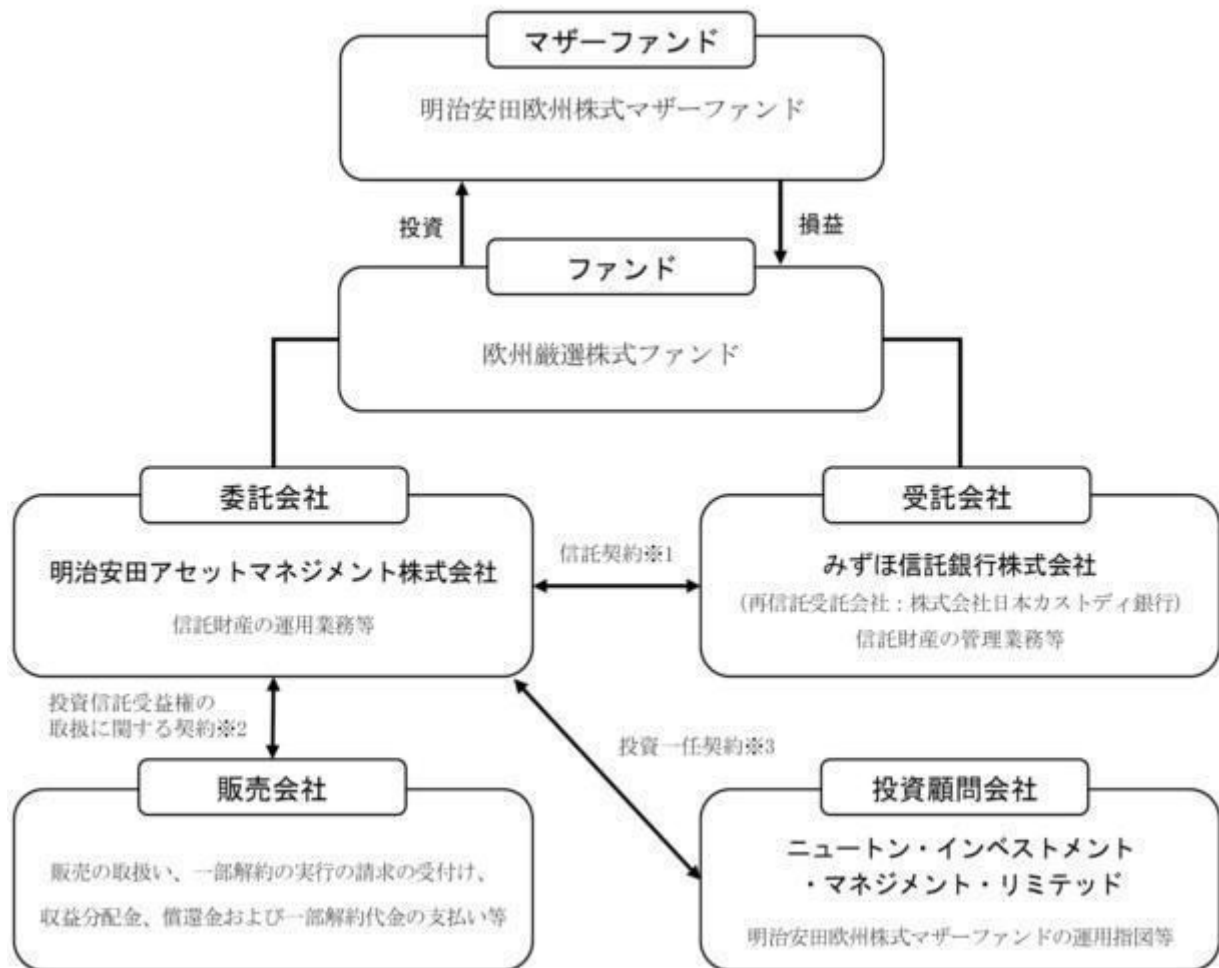 マザーファンド
明治安田欧州株式マザーファンド
投資
損益
ファンド
欧州厳選株式ファンド
委託会社
明治安田アセットマネジメント株式会社
信託財産の運用業務等
信託契約※1
受託会社
みずほ信託銀行株式会社
(再信託受託会社：株式会社日本カストディ銀行)
信託財産の管理業務等
投資信託受益権の
取扱に関する契約※2
投資一任契約※3
販売会社
販売の取扱い、一部解約の実行の請求の受付け、
収益分配金、償還金および一部解約代金の支払い等
投資顧問会社
ニュートン・インベストメント
・マネジメント・リミテッド
明治安田欧州株式マザーファンドの運用指図等